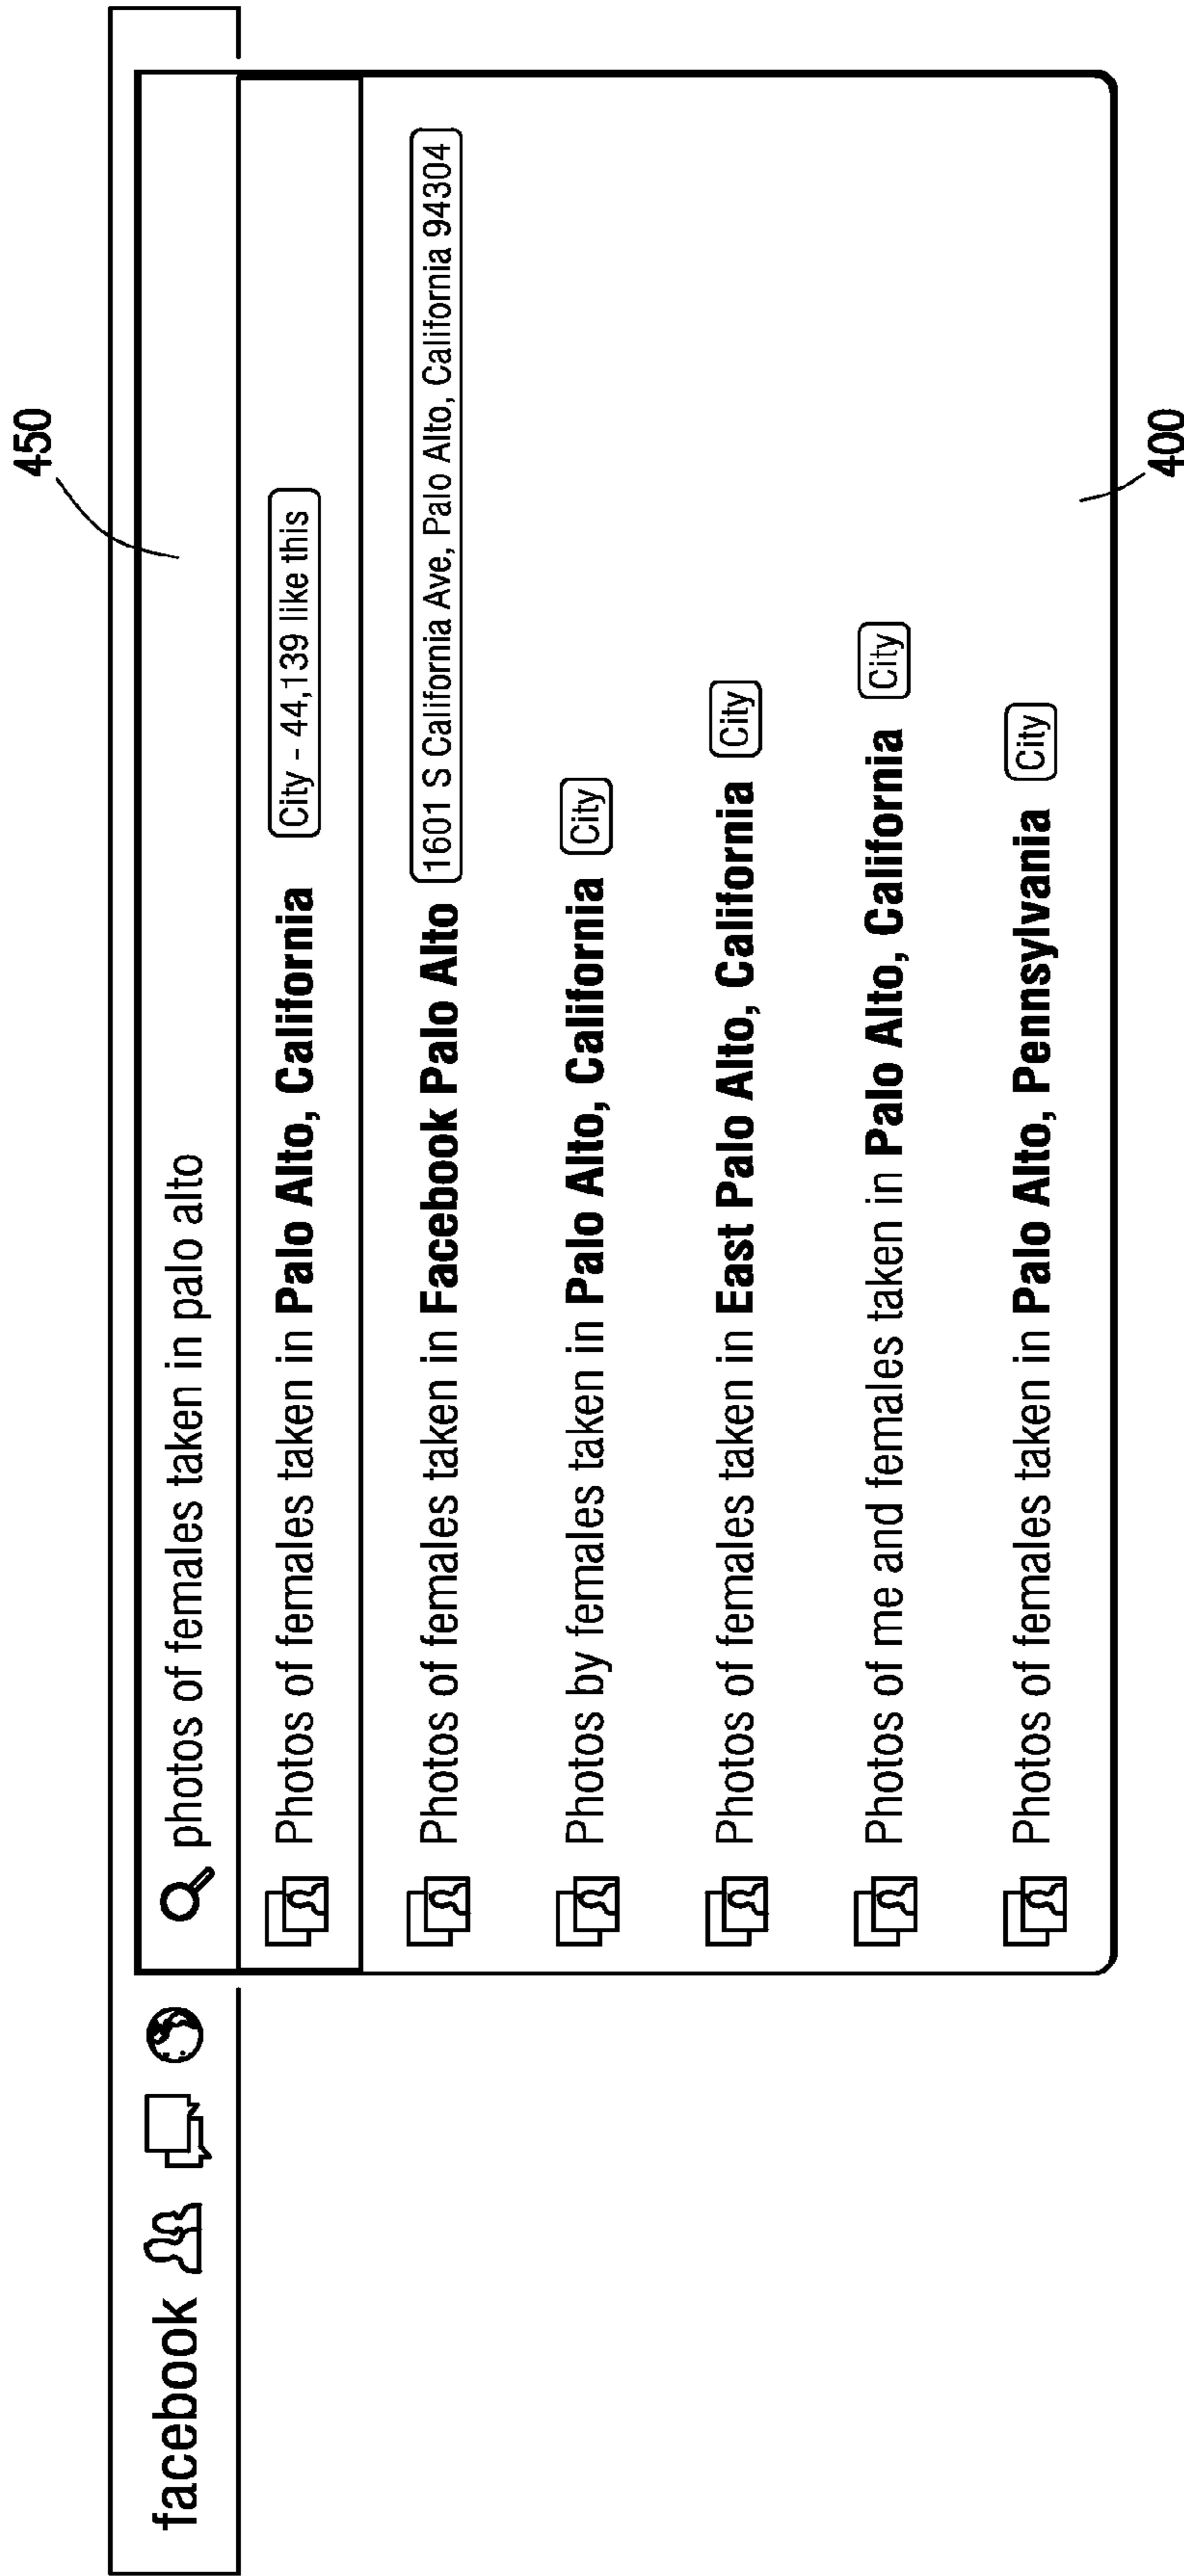 450
facebook photos of females taken in palo alto
Photos of females taken in Palo Alto, California City - 44,139 like this
Photos of females taken in Facebook Palo Alto 1601 S California Ave, Palo Alto, California 94304
Photos by females taken in Palo Alto, California City
Photos of females taken in East Palo Alto, California City
Photos of me and females taken in Palo Alto, California City
Photos of females taken in Palo Alto, Pennsylvania City
400